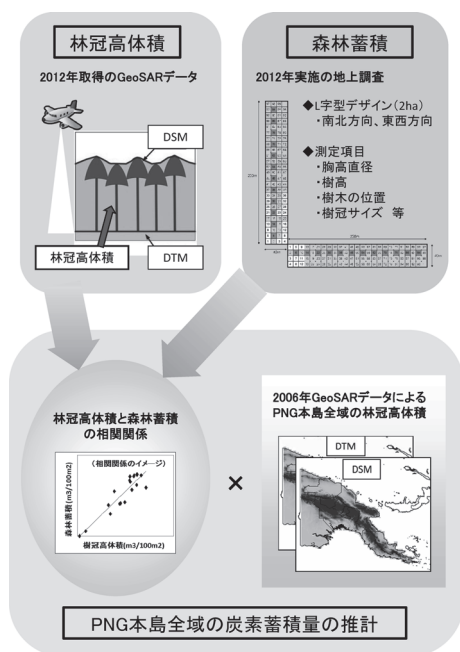 林冠高体積
2012年取得のGeoSARデータ
DSM
林冠高体積
DTM
森林蓄積
2012年実施の地上調査
◆L字型デザイン(2ha)
・南北方向、東西方向
◆測定項目
・胸高直径
・樹高
・樹木の位置
・樹冠サイズ 等
林冠高体積と森林蓄積
の相関関係
(相関関係のイメージ)
森林蓄積(m3/100m2)
樹冠高体積(m3/100m2)
×
2006年GeoSARデータによる
PNG本島全域の林冠高体積
DTM
DSM
PNG本島全域の炭素蓄積量の推計